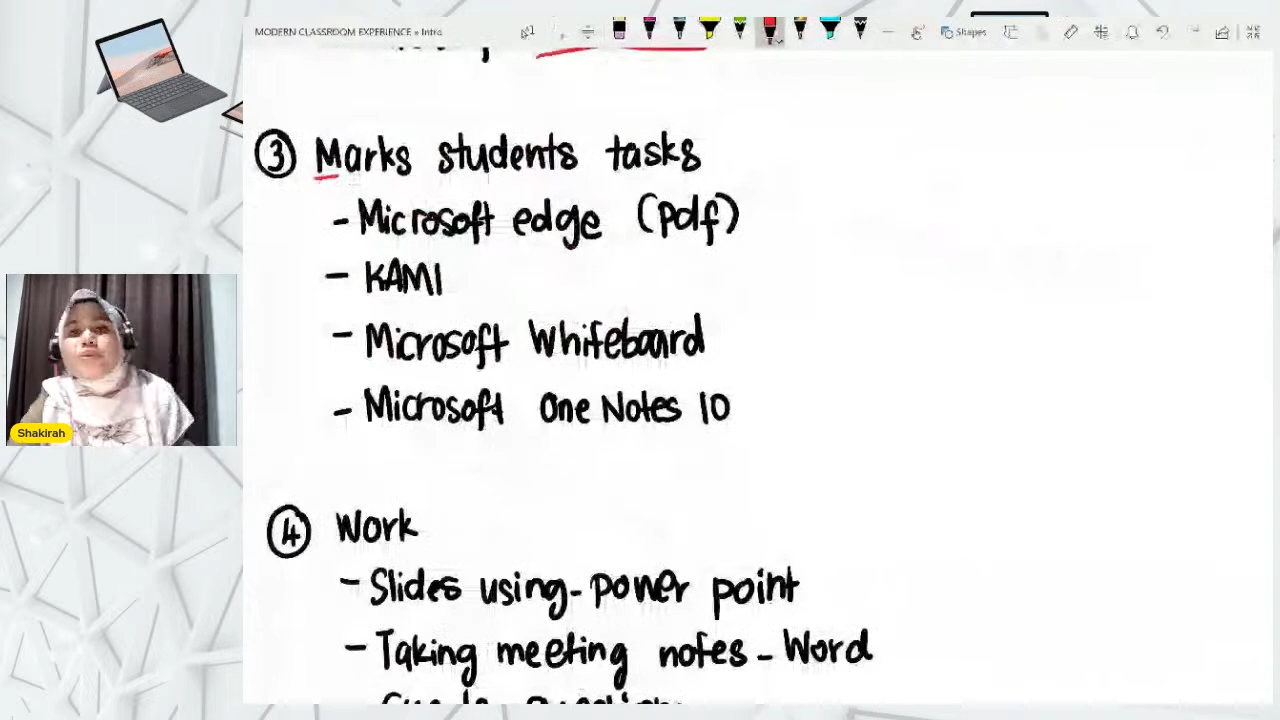 MODERN CLASSROOM EXPERIENCE » Intro
Shapes
③ Marks students tasks
- Microsoft edge (pdf)
- KAMI
- Microsoft Whiteboard
- Microsoft One Notes 10
Shakirah
④ Work
- Slides using - power point
- Taking meeting notes - Word